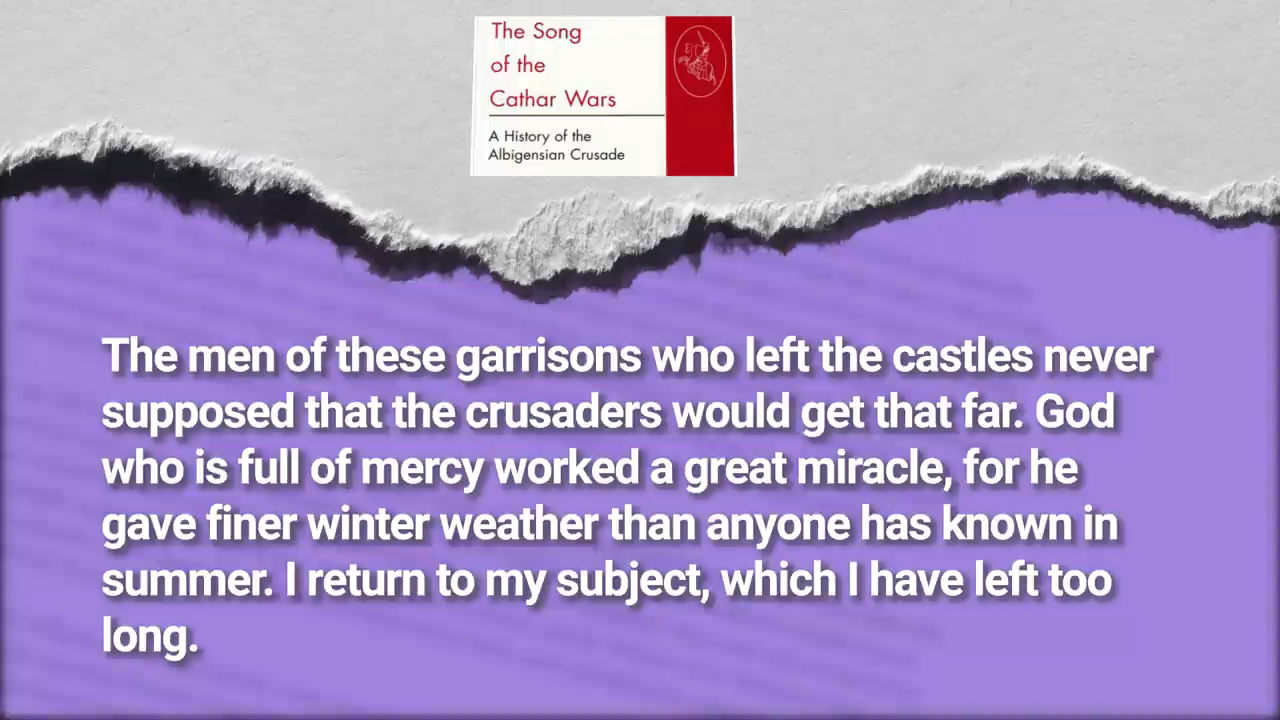 The Song
of the
Cathar Wars
A History of the
Albigensian Crusade
The men of these garrisons who left the castles never
supposed that the crusaders would get that far. God
who is full of mercy worked a great miracle, for he
gave finer winter weather than anyone has known in
summer. I return to my subject, which I have left too
long.